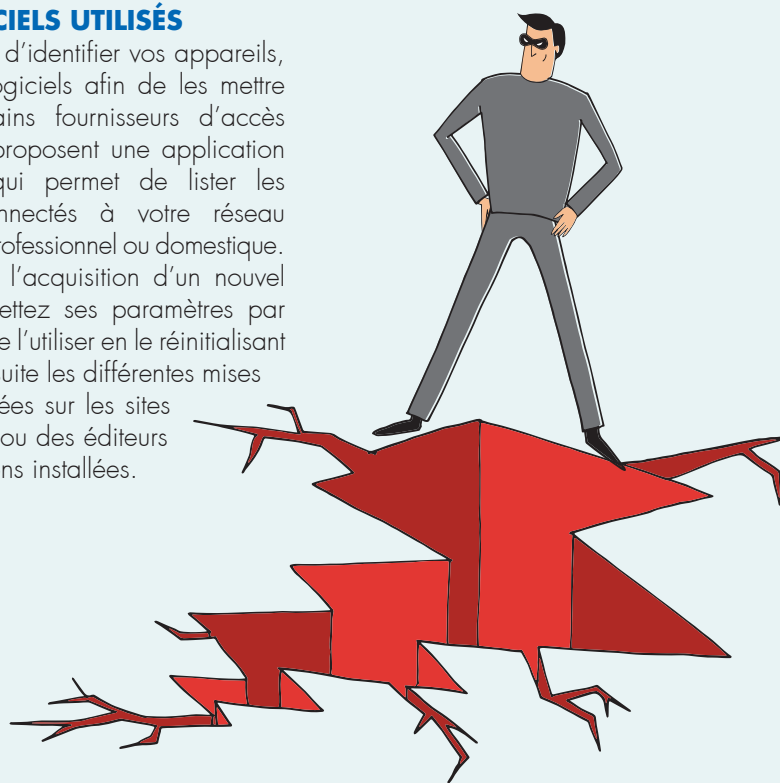 CIELS UTILISÉS
d'identifier vos appareils,
ogiciels afin de les mettre
ains fournisseurs d'accès
proposent une application
qui permet de lister les
nnectés à votre réseau
rofessionnel ou domestique.
l'acquisition d'un nouvel
ettez ses paramètres par
e l'utiliser en le réinitialisant
suite les différentes mises
ées sur les sites
ou des éditeurs
ns installées.